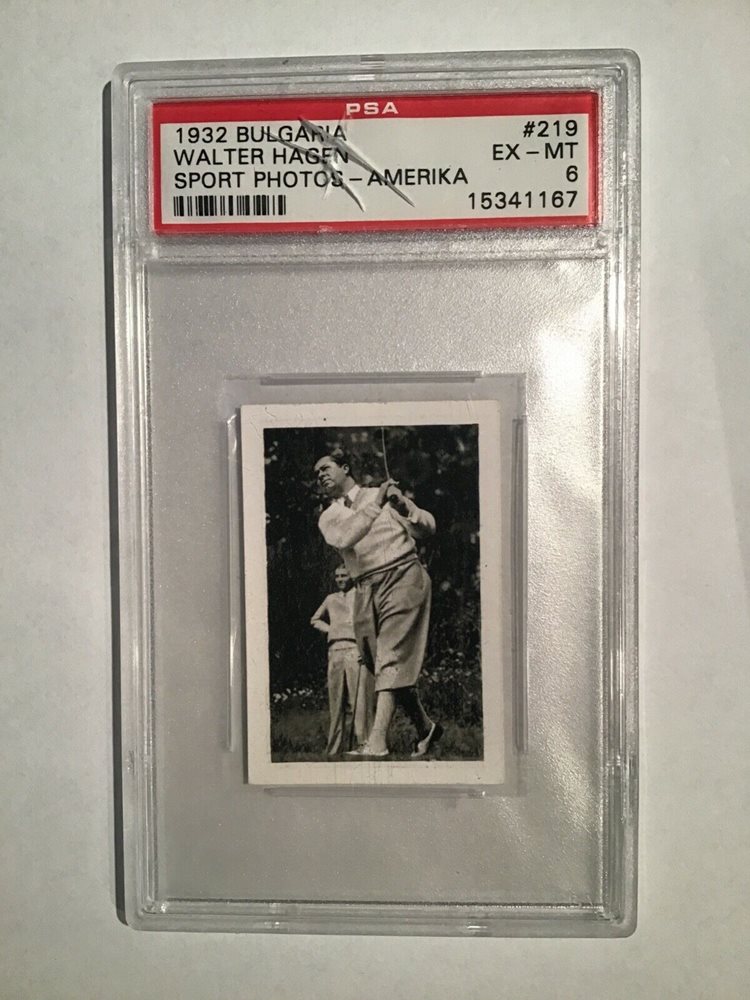 PSA
1932 BULGARIA #219
WALTER HAGEN EX-MT
SPORT PHOTOS-AMERIKA 6
15341167